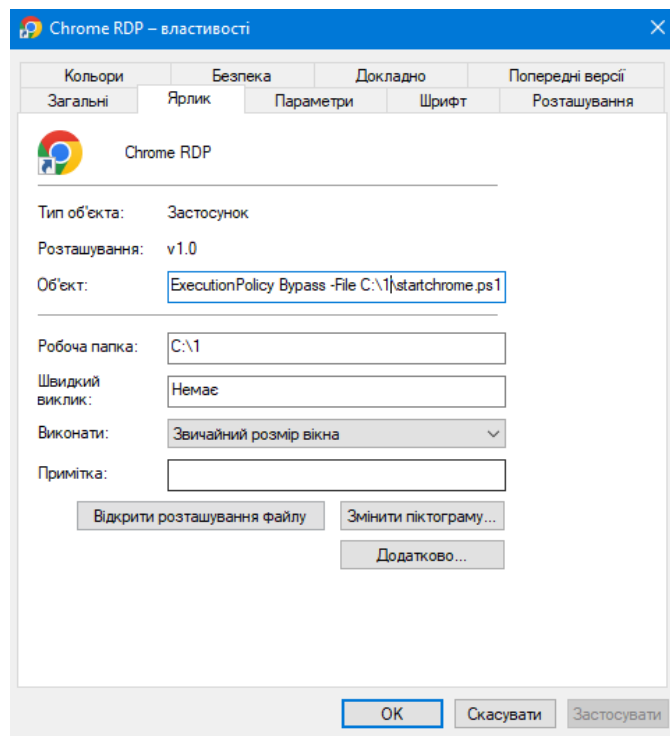 Chrome RDP – властивості
Кольори Безпека Докладно Попередні версії
Загальні Ярлик Параметри Шрифт Розташування
Chrome RDP
Тип об'єкта: Застосунок
Розташування: v1.0
Об'єкт: ExecutionPolicy Bypass -File C:\1\startchrome.ps1
Робоча папка: C:\1
Швидкий
виклик: Немає
Виконати: Звичайний розмір вікна
Примітка:
Відкрити розташування файлу Змінити піктограму...
Додатково...
OK Скасувати Застосувати